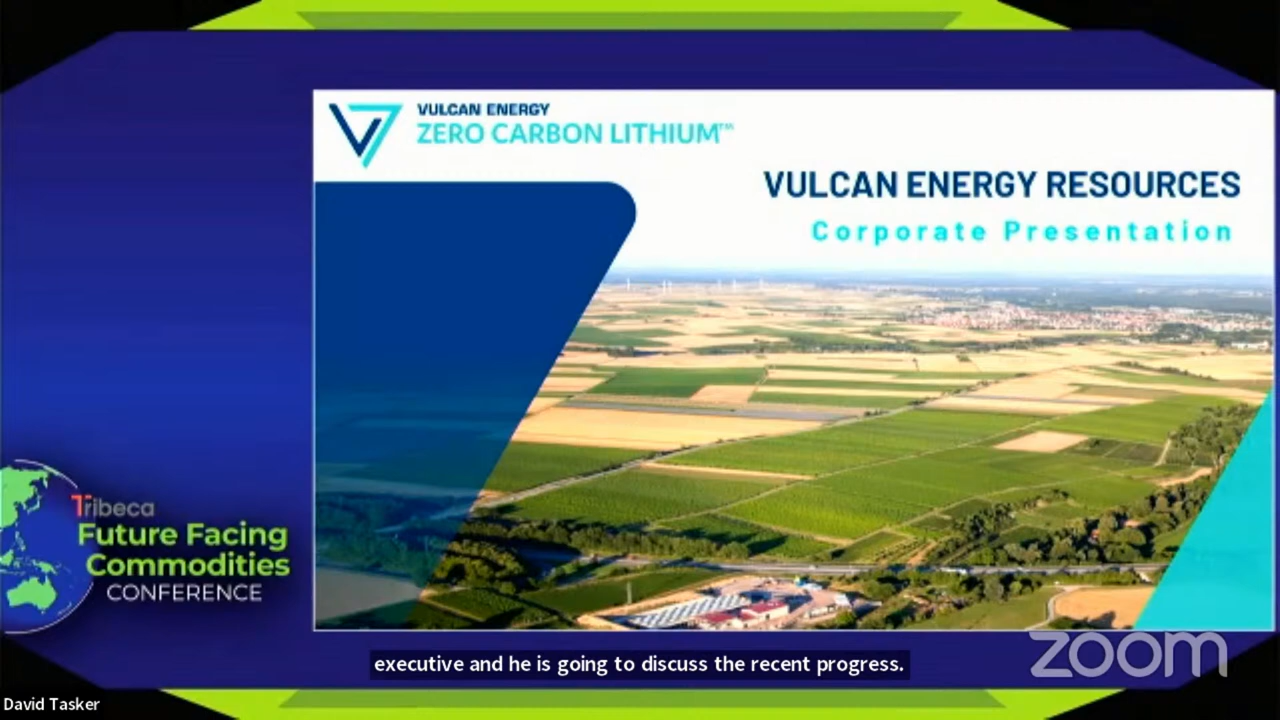 VULCAN ENERGY
ZERO CARBON LITHIUM™
VULCAN ENERGY RESOURCES
Corporate Presentation
Tribeca
Future Facing
Commodities
CONFERENCE
zoom
executive and he is going to discuss the recent progress.
David Tasker